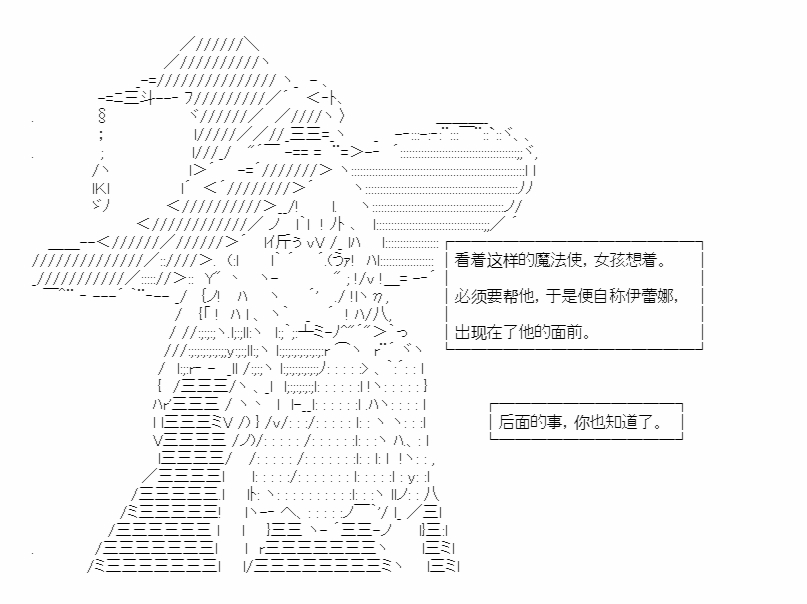 看着这样的魔法使，女孩想着。
必须要帮他，于是便自称伊蕾娜，
出现在了他的面前。
后面的事，你也知道了。